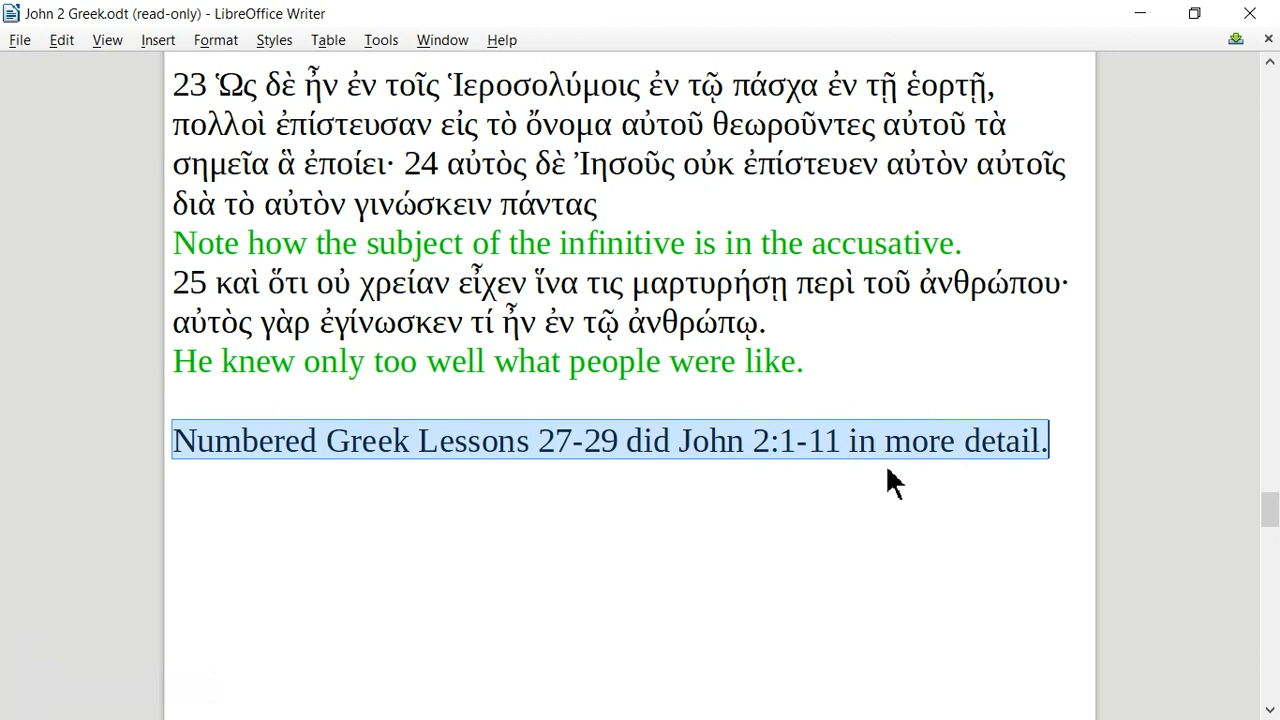 John 2 Greek.odt (read-only) - LibreOffice Writer
File Edit View Insert Format Styles Table Tools Window Help
23 Ὡς δὲ ἦν ἐν τοῖς Ἱεροσολύμοις ἐν τῷ πάσχα ἐν τῇ ἑορτῇ,
πολλοὶ ἐπίστευσαν εἰς τὸ ὄνομα αὐτοῦ θεωροῦντες αὐτοῦ τὰ
σημεῖα ἃ ἐποίει· 24 αὐτὸς δὲ Ἰησοῦς οὐκ ἐπίστευεν αὐτὸν αὐτοῖς
διὰ τὸ αὐτὸν γινώσκειν πάντας
Note how the subject of the infinitive is in the accusative.
25 καὶ ὅτι οὐ χρείαν εἶχεν ἵνα τις μαρτυρήσῃ περὶ τοῦ ἀνθρώπου·
αὐτὸς γὰρ ἐγίνωσκεν τί ἦν ἐν τῷ ἀνθρώπῳ.
He knew only too well what people were like.
Numbered Greek Lessons 27-29 did John 2:1-11 in more detail.